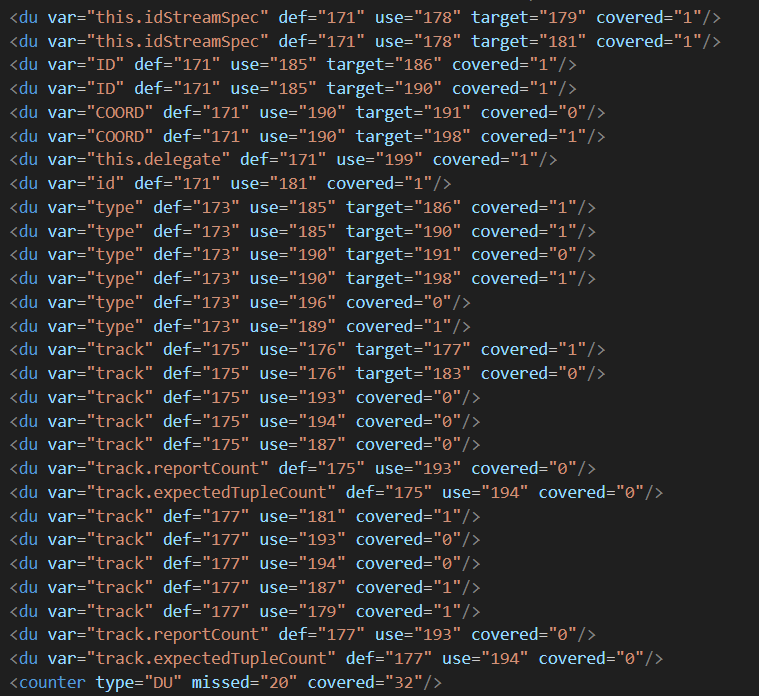 <du var="this.idStreamSpec" def="171" use="178" target="179" covered="1"/>
<du var="this.idStreamSpec" def="171" use="178" target="181" covered="1"/>
<du var="ID" def="171" use="185" target="186" covered="1"/>
<du var="ID" def="171" use="185" target="190" covered="1"/>
<du var="COORD" def="171" use="190" target="191" covered="0"/>
<du var="COORD" def="171" use="190" target="198" covered="1"/>
<du var="this.delegate" def="171" use="199" covered="1"/>
<du var="id" def="171" use="181" covered="1"/>
<du var="type" def="173" use="185" target="186" covered="1"/>
<du var="type" def="173" use="185" target="190" covered="1"/>
<du var="type" def="173" use="190" target="191" covered="0"/>
<du var="type" def="173" use="190" target="198" covered="1"/>
<du var="type" def="173" use="196" covered="0"/>
<du var="type" def="173" use="189" covered="1"/>
<du var="track" def="175" use="176" target="177" covered="1"/>
<du var="track" def="175" use="176" target="183" covered="0"/>
<du var="track" def="175" use="193" covered="0"/>
<du var="track" def="175" use="194" covered="0"/>
<du var="track" def="175" use="187" covered="0"/>
<du var="track.reportCount" def="175" use="193" covered="0"/>
<du var="track.expectedTupleCount" def="175" use="194" covered="0"/>
<du var="track" def="177" use="181" covered="1"/>
<du var="track" def="177" use="193" covered="0"/>
<du var="track" def="177" use="194" covered="0"/>
<du var="track" def="177" use="187" covered="1"/>
<du var="track" def="177" use="179" covered="1"/>
<du var="track.reportCount" def="177" use="193" covered="0"/>
<du var="track.expectedTupleCount" def="177" use="194" covered="0"/>
<counter type="DU" missed="20" covered="32"/>